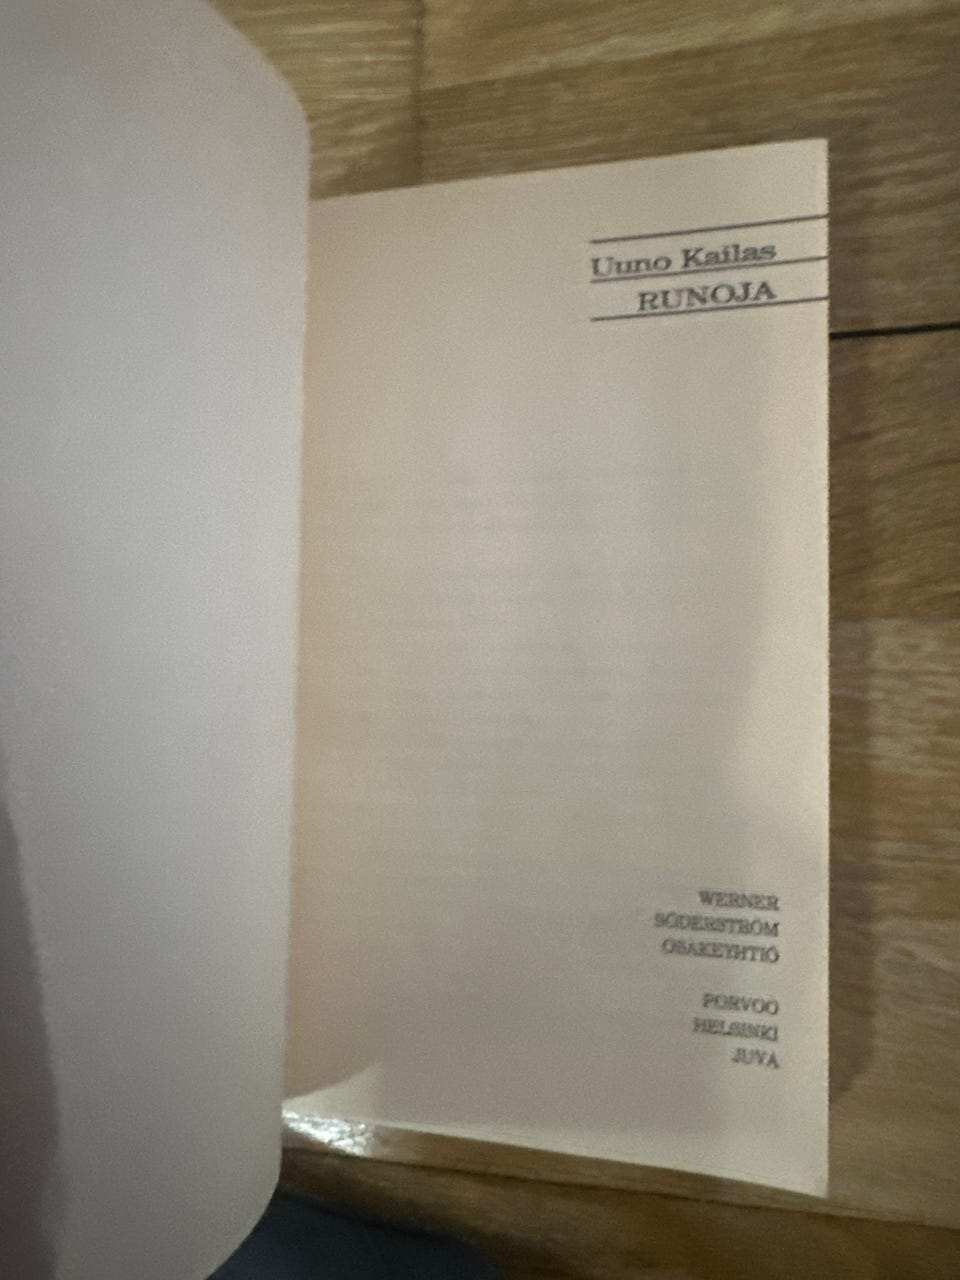 Uuno Kailas
RUNOJA
WERNER
SÖDERSTRÖM
OSAKEYHTIÖ
PORVOO
HELSINKI
JUVA